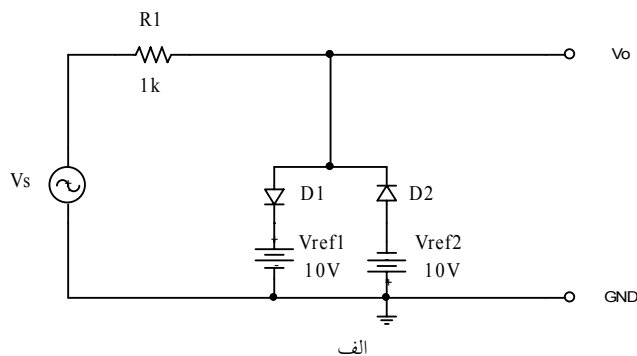 R1
Vo
1k
Vs
D1
D2
Vref1
Vref2
10V
10V
GND
الف